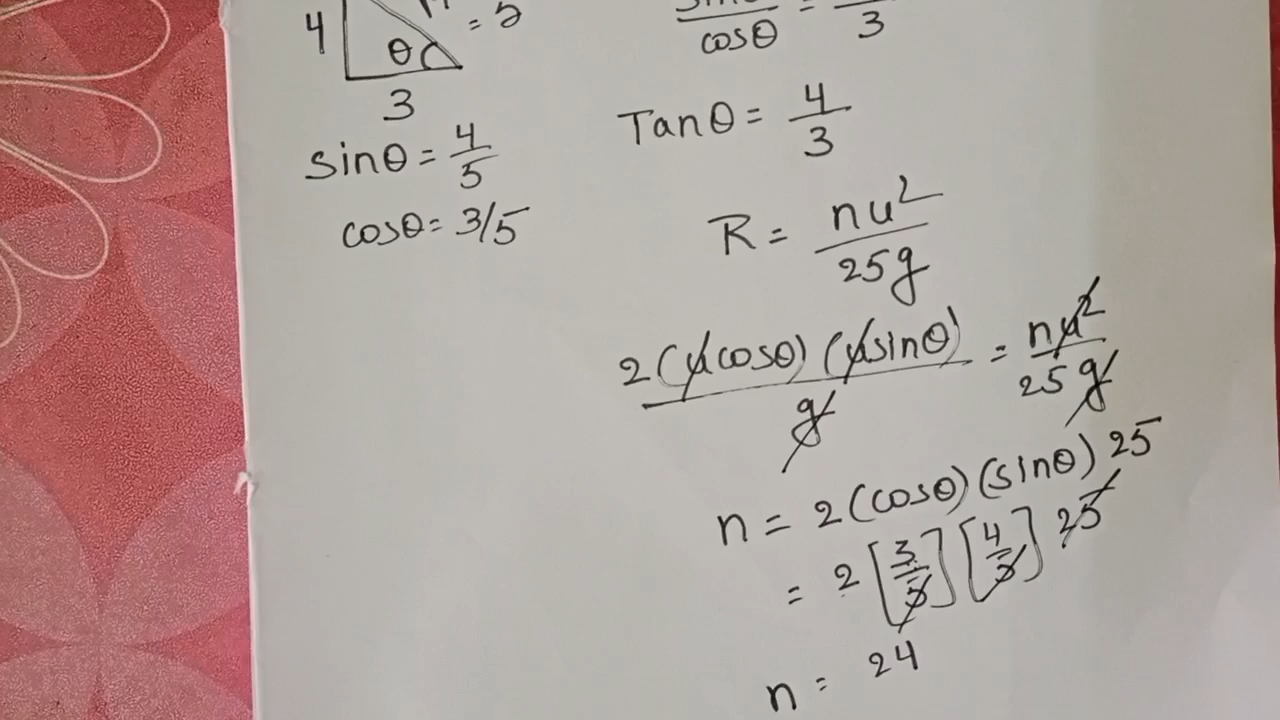 4
θ
= 5
3
sinθ = 4/5
cosθ = 3/5
cosθ = /3
Tanθ = 4/3
R = nu²/25g
2(ucosθ)(usinθ)/g = nu²/25g
n = 2(cosθ)(sinθ)25
= 2[3/5][4/5]25
n = 24